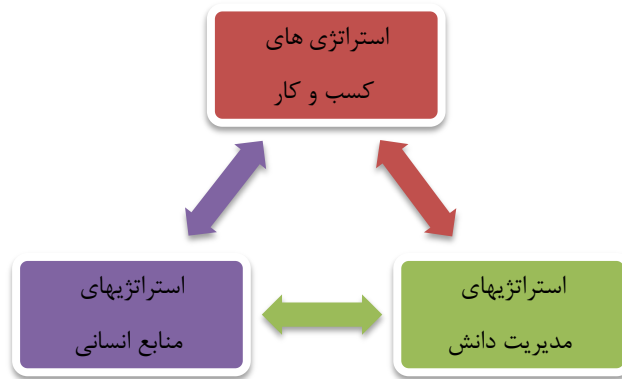 استراتژی های
کسب و کار
استراتژیهای
مدیریت دانش
استراتژیهای
منابع انسانی